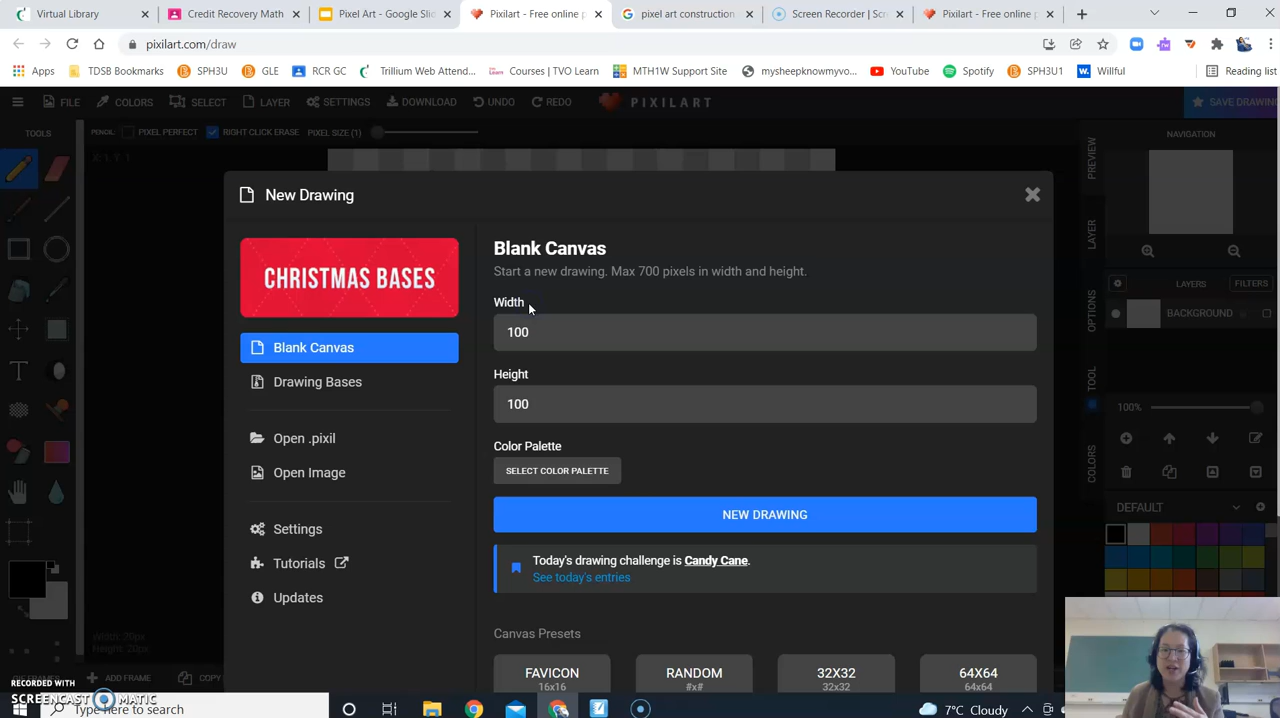 Virtual Library
Credit Recovery Math
Pixel Art - Google Slid
Pixilart - Free online p
pixel art construction
Screen Recorder | Scr
Pixilart - Free online p
pixilart.com/draw
Apps
TDSB Bookmarks
SPH3U
GLE
RCR GC
Trillium Web Attend...
Courses | TVO Learn
MTH1W Support Site
mysheepknowmyvo...
YouTube
Spotify
SPH3U1
Willful
Reading list
FILE
COLORS
SELECT
LAYER
SETTINGS
DOWNLOAD
UNDO
REDO
PIXILART
SAVE DRAWIN
TOOLS
PENCIL:
PIXEL PERFECT
RIGHT CLICK ERASE
PIXEL SIZE (1)
NAVIGATION
PREVIEW
LAYER
OPTIONS
TOOL
COLORS
New Drawing
CHRISTMAS BASES
Blank Canvas
Drawing Bases
Open .pixil
Open Image
Settings
Tutorials
Updates
Blank Canvas
Start a new drawing. Max 700 pixels in width and height.
Width
100
Height
100
Color Palette
SELECT COLOR PALETTE
NEW DRAWING
Today's drawing challenge is Candy Cane.
See today's entries
Canvas Presets
FAVICON
16x16
RANDOM
#x#
32X32
32x32
64X64
64x64
LAYERS
FILTERS
BACKGROUND
100%
DEFAULT
Width: 20px
Height: 20px
ADD FRAME
COPY
RECORDED WITH
SCREENCAST MATIC
Type here to search
7°C Cloudy